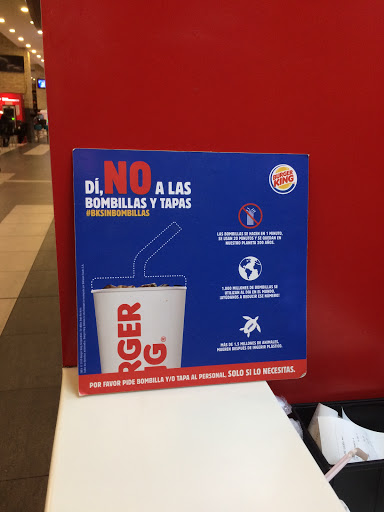 DÍ, NO A LAS
BOMBILLAS Y TAPAS
#BKSINBOMBILLAS
BURGER
KING
LAS BOMBILLAS SE HACEN EN 1 MINUTO,
SE USAN 20 MINUTOS Y SE QUEDAN EN
NUESTRO PLANETA 200 AÑOS.
1.000 MILLONES DE BOMBILLAS SE
UTILIZAN AL DÍA EN EL MUNDO,
¡AYÚDANOS A REDUCIR ESE NÚMERO!
MÁS DE 1,5 MILLONES DE ANIMALES,
MUEREN DESPUÉS DE INGERIR PLÁSTICO.
URGER
NG
POR FAVOR PIDE BOMBILLA Y/O TAPA AL PERSONAL. SOLO SI LO NECESITAS.